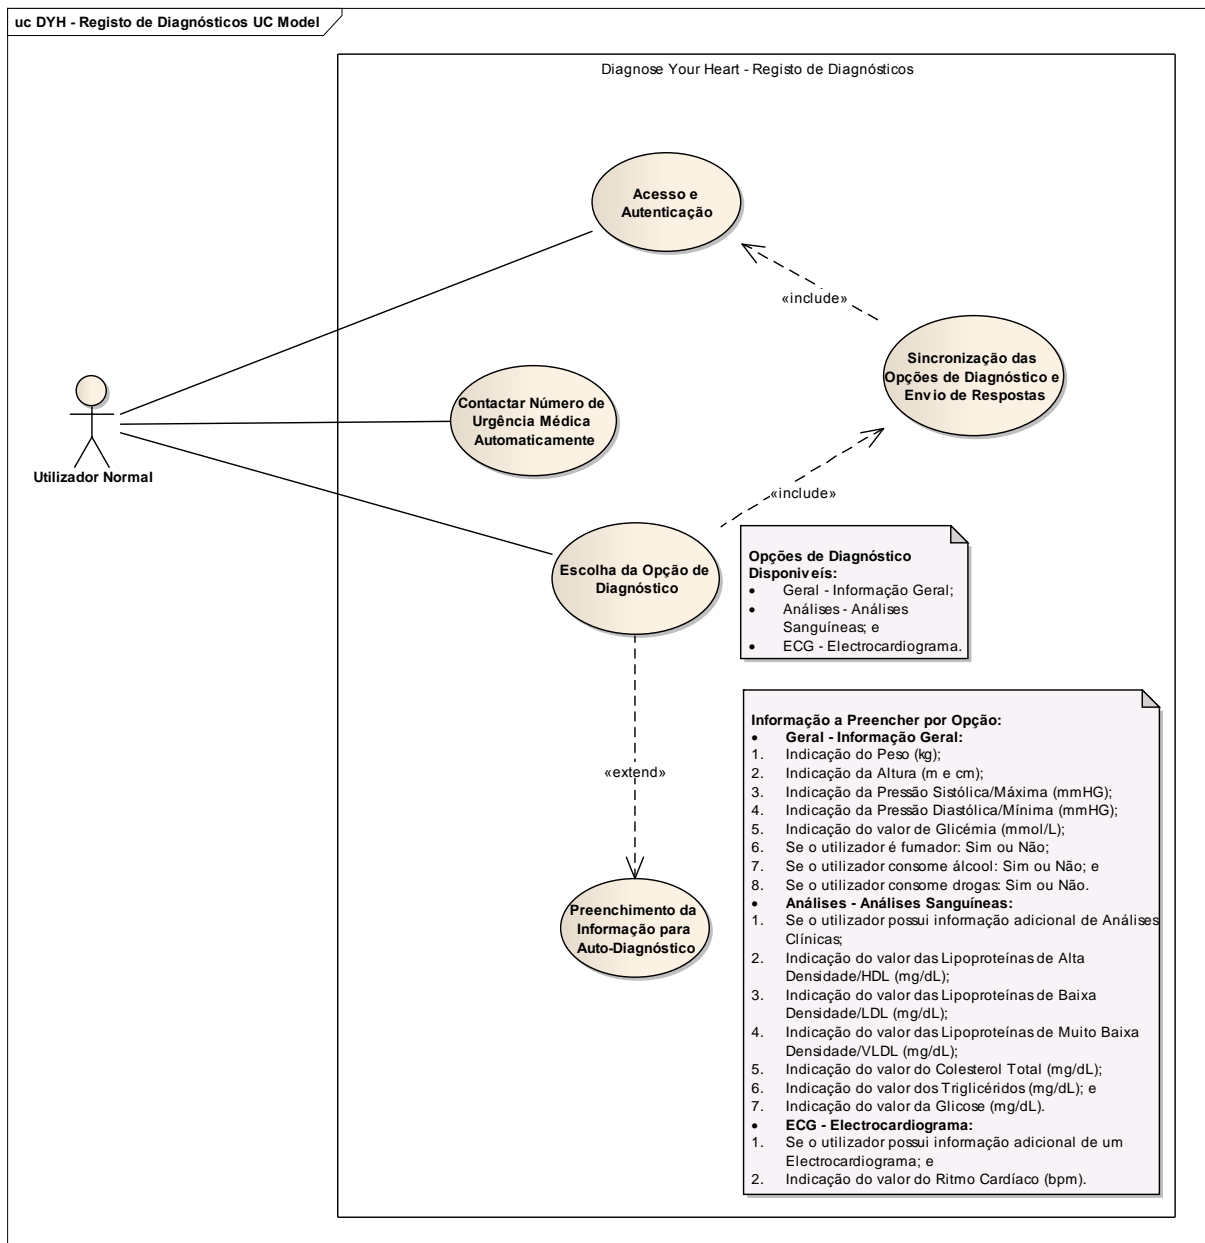 uc DYH - Registo de Diagnósticos UC Model
Diagnose Your Heart - Registo de Diagnósticos
Acesso e
Autenticação
«include»
Sincronização das
Opções de Diagnóstico e
Envio de Respostas
Contactar Número de
Urgência Médica
Automaticamente
Utilizador Normal
«include»
Escolha da Opção de
Diagnóstico
Opções de Diagnóstico
Disponiveís:
• Geral - Informação Geral;
• Análises - Análises
Sanguíneas; e
• ECG - Electrocardiograma.
«extend»
Preenchimento da
Informação para
Auto-Diagnóstico
Informação a Preencher por Opção:
• Geral - Informação Geral:
1. Indicação do Peso (kg);
2. Indicação da Altura (m e cm);
3. Indicação da Pressão Sistólica/Máxima (mmHG);
4. Indicação da Pressão Diastólica/Mínima (mmHG);
5. Indicação do valor de Glicémia (mmol/L);
6. Se o utilizador é fumador: Sim ou Não;
7. Se o utilizador consome álcool: Sim ou Não; e
8. Se o utilizador consome drogas: Sim ou Não.
• Análises - Análises Sanguíneas:
1. Se o utilizador possui informação adicional de Análises
Clínicas;
2. Indicação do valor das Lipoproteínas de Alta
Densidade/HDL (mg/dL);
3. Indicação do valor das Lipoproteínas de Baixa
Densidade/LDL (mg/dL);
4. Indicação do valor das Lipoproteínas de Muito Baixa
Densidade/VLDL (mg/dL);
5. Indicação do valor do Colesterol Total (mg/dL);
6. Indicação do valor dos Triglicéridos (mg/dL); e
7. Indicação do valor da Glicose (mg/dL).
• ECG - Electrocardiograma:
1. Se o utilizador possui informação adicional de um
Electrocardiograma; e
2. Indicação do valor do Ritmo Cardíaco (bpm).